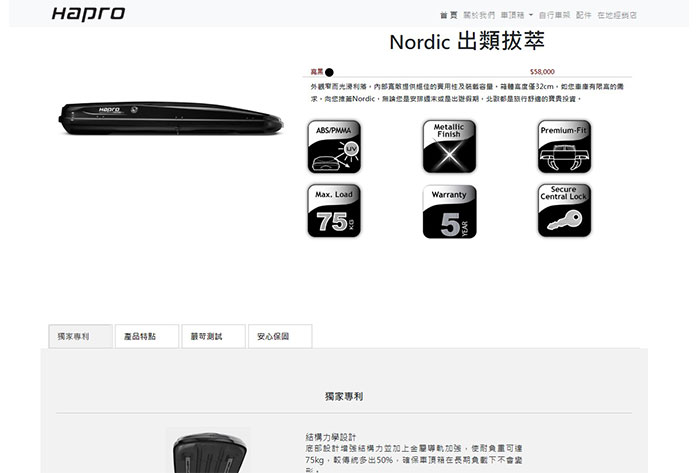 Hapro
首頁 關於我們 車頂箱 自行車架 配件 在地經銷店
Nordic 出類拔萃
亮黑 $58,000
外觀窄而光滑利落，內部寬敞提供絕佳的實用性及裝載容量，箱體高度僅32cm，如您車庫有限高的需
求，向您推薦Nordic，無論您是安排週末或是出遊假期，北歐都是旅行舒適的寶貴投資。
ABS/PMMA
UV
Metallic
Finish
Premium-Fit
Max. Load
75 KG
Warranty
5 YEAR
Secure
Central Lock
獨家專利 產品特點 嚴苛測試 安心保固
獨家專利
結構力學設計
底部設計增強結構力並加上金屬導軌加強，使耐負重可達
75kg，較傳統多出50%，確保車頂箱在長期負載下不會變
形。